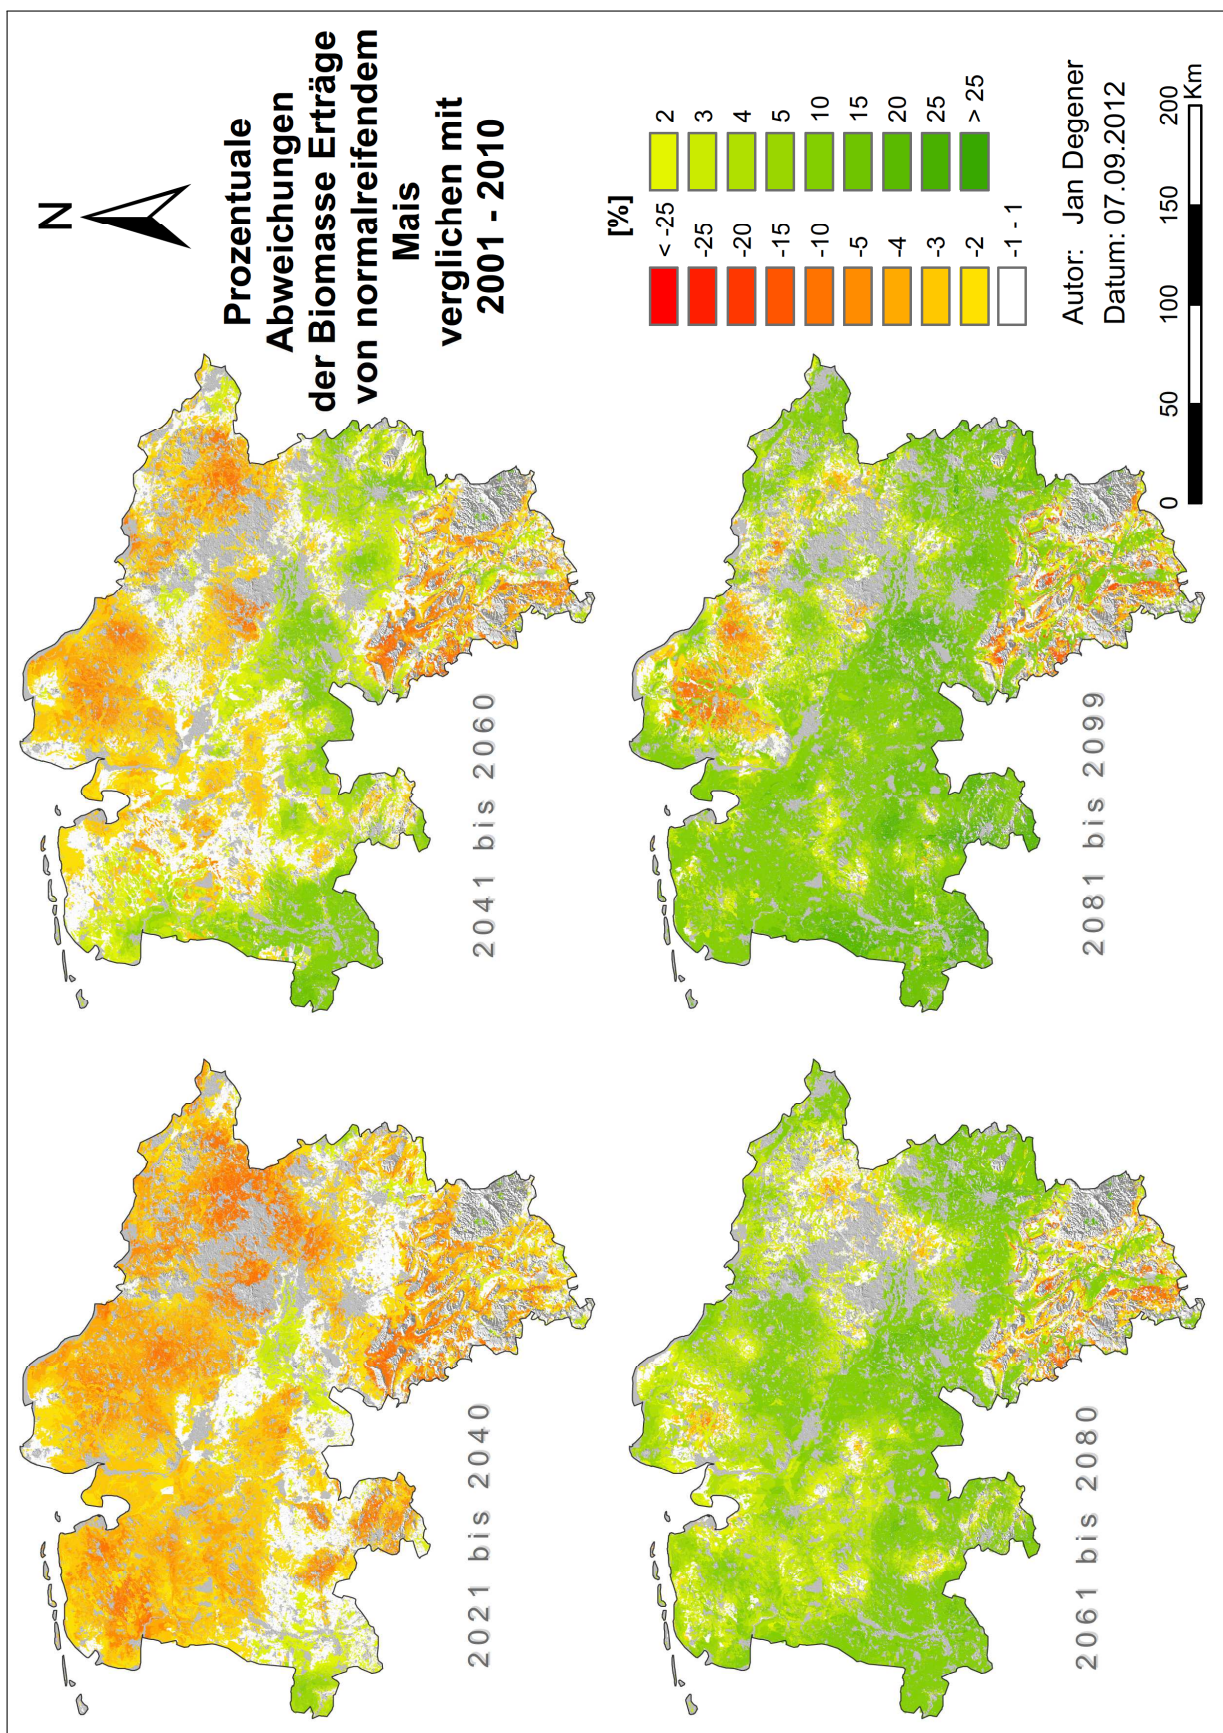 N
Prozentuale
Abweichungen
der Biomasse Erträge
von normalreifendem
Mais
verglichen mit
2001 - 2010
2021 bis 2040
2041 bis 2060
2061 bis 2080
2081 bis 2099
[%]
< -25
-25
-20
-15
-10
-5
-4
-3
-2
-1 - 1
2
3
4
5
10
15
20
25
> 25
Autor: Jan Degener
Datum: 07.09.2012
0 50 100 150 200
Km